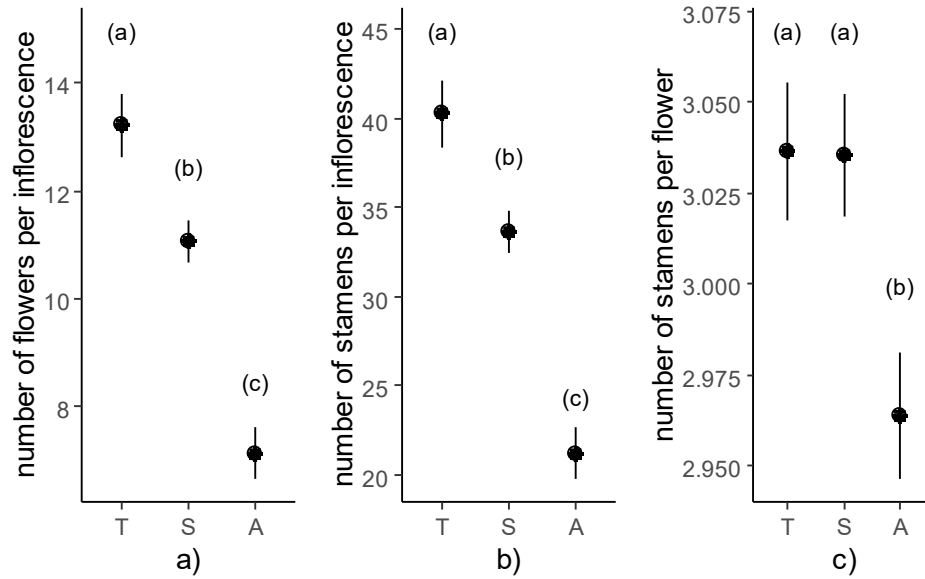 number of flowers per inflorescence
14
12
10
8
(a)
(b)
(c)
T S A
a)
number of stamens per inflorescence
45
40
35
30
25
20
(a)
(b)
(c)
T S A
b)
number of stamens per flower
3.075
3.050
3.025
3.000
2.975
2.950
(a) (a)
(b)
T S A
c)